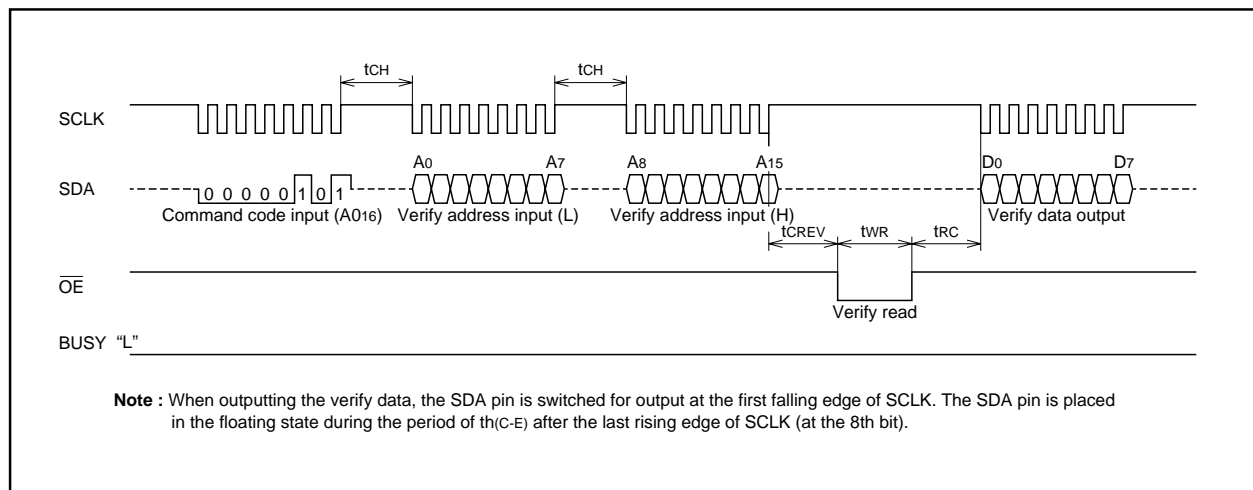 tCH tCH
SCLK
A0 A7 A8 A15 D0 D7
SDA
0 0 0 0 0 1 0 1
Command code input (A016) Verify address input (L) Verify address input (H) Verify data output
tCREV tWR tRC
OE
Verify read
BUSY “L”
Note : When outputting the verify data, the SDA pin is switched for output at the first falling edge of SCLK. The SDA pin is placed
in the floating state during the period of th(C-E) after the last rising edge of SCLK (at the 8th bit).